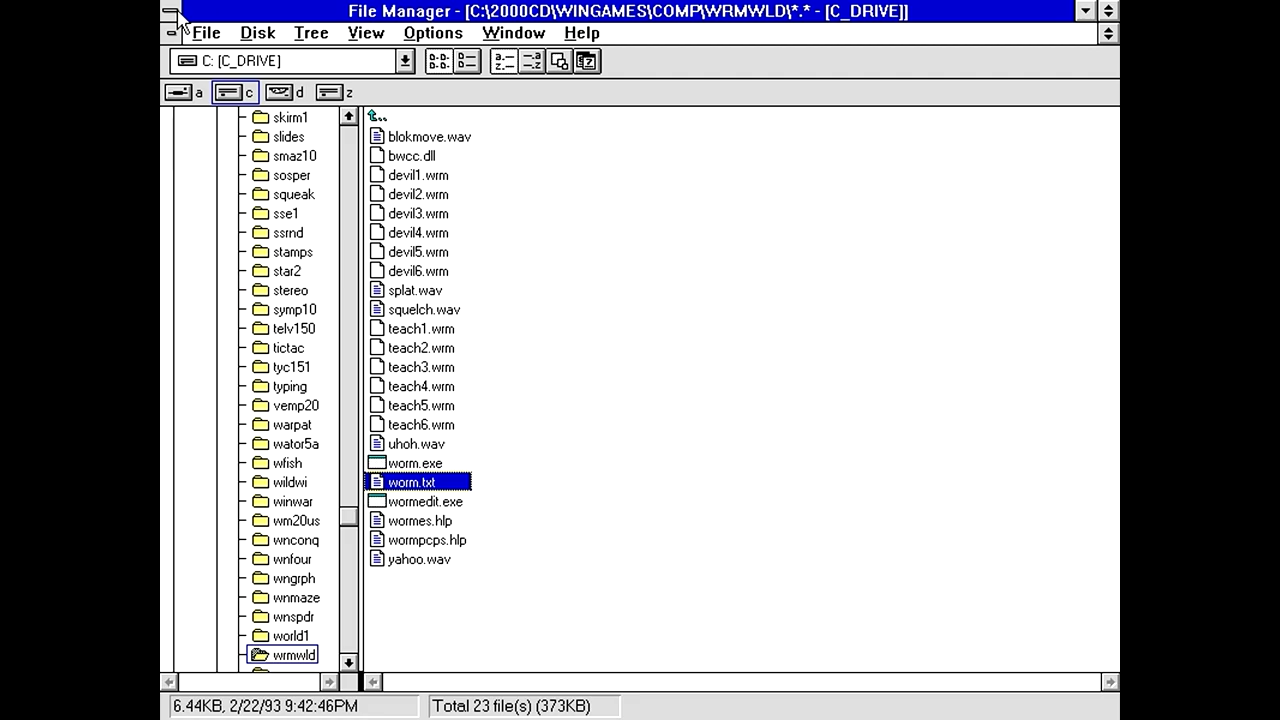 File Manager - [C:\2000CD\WINGAMES\COMP\WRMWLD\*.* - [C_DRIVE]]
File Disk Tree View Options Window Help
C: [C_DRIVE]
a c d z
skirm1
slides
smaz10
sosper
squeak
sse1
ssrnd
stamps
star2
stereo
symp10
telv150
tictac
tyc151
typing
vemp20
warpat
wator5a
wfish
wildwi
winwar
wm20us
wnconq
wnfour
wngrph
wnmaze
wnspdr
world1
wrmwld
..
blokmove.wav
bwcc.dll
devil1.wrm
devil2.wrm
devil3.wrm
devil4.wrm
devil5.wrm
devil6.wrm
splat.wav
squelch.wav
teach1.wrm
teach2.wrm
teach3.wrm
teach4.wrm
teach5.wrm
teach6.wrm
uhoh.wav
worm.exe
worm.txt
wormedit.exe
wormes.hlp
wormpcps.hlp
yahoo.wav
6.44KB, 2/22/93 9:42:46PM
Total 23 file(s) (373KB)